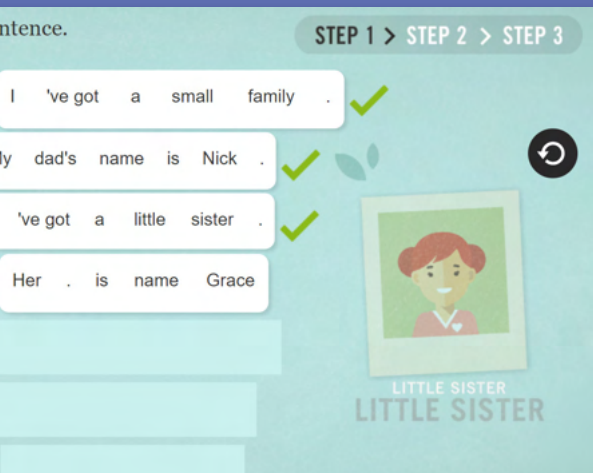 ntence.
STEP 1 > STEP 2 > STEP 3
I 've got a small family .
y dad's name is Nick .
've got a little sister .
Her . is name Grace
LITTLE SISTER
LITTLE SISTER